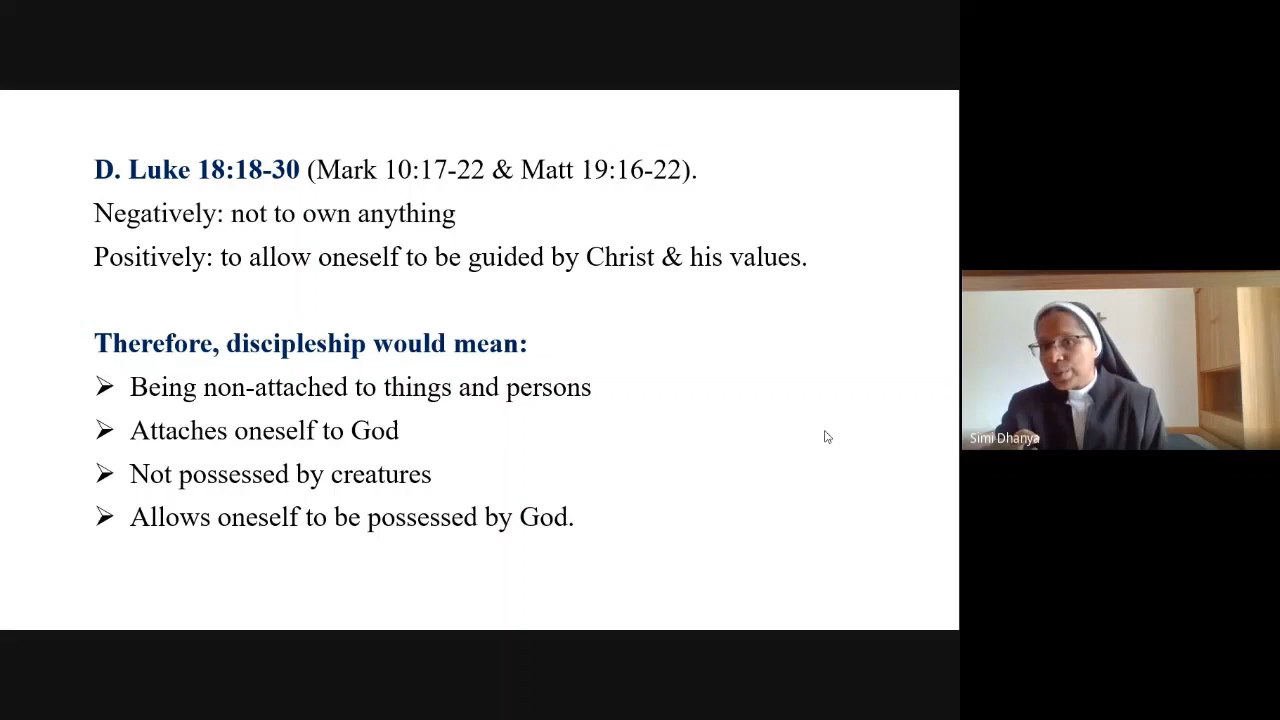 D. Luke 18:18-30 (Mark 10:17-22 & Matt 19:16-22).
Negatively: not to own anything
Positively: to allow oneself to be guided by Christ & his values.
Therefore, discipleship would mean:
➢ Being non-attached to things and persons
➢ Attaches oneself to God
➢ Not possessed by creatures
➢ Allows oneself to be possessed by God.
Simi Dhanya